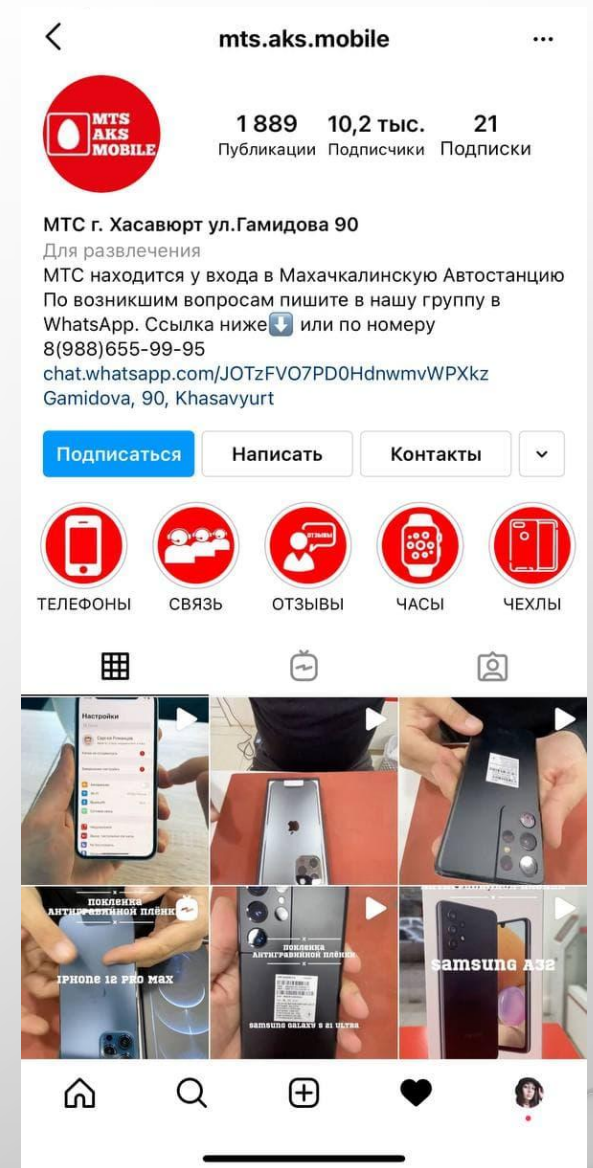 mts.aks.mobile
MTS
AKS
MOBILE
1 889 10,2 тыс. 21
Публикации Подписчики Подписки
МТС г. Хасавюрт ул.Гамидова 90
Для развлечения
МТС находится у входа в Махачкалинскую Автостанцию
По возникшим вопросам пишите в нашу группу в
WhatsApp. Ссылка ниже⬇️ или по номеру
8(988)655-99-95
chat.whatsapp.com/JOTzFVO7PD0HdnwmvWPXkz
Gamidova, 90, Khasavyurt
Подписаться Написать Контакты
ОТЗЫВЫ
ТЕЛЕФОНЫ СВЯЗЬ ОТЗЫВЫ ЧАСЫ ЧЕХЛЫ
Настройки
ПОКЛЕЙКА
АНТИГРАВИЙНОЙ ПЛЁНКИ
IPHONE 12 PRO MAX
ПОКЛЕЙКА
АНТИГРАВИЙНОЙ ПЛЁНКИ
SAMSUNG GALAXY S 21 ULTRA
SAMSUNG A32